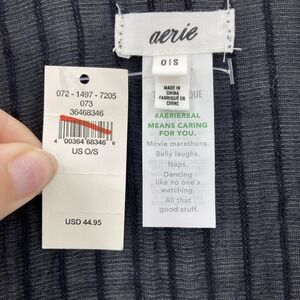 072 - 1497 - 7205
073
36468346
4 00364 68346 6
US O/S
USD 44.95
aerie
O|S
MADE IN
CHINA
FABRIQUÉ EN
CHINE
QUE
#AERIEREAL
MEANS CARING
FOR YOU.
Movie marathons.
Belly laughs.
Naps.
Dancing
like no one's
watching.
All that
good stuff.